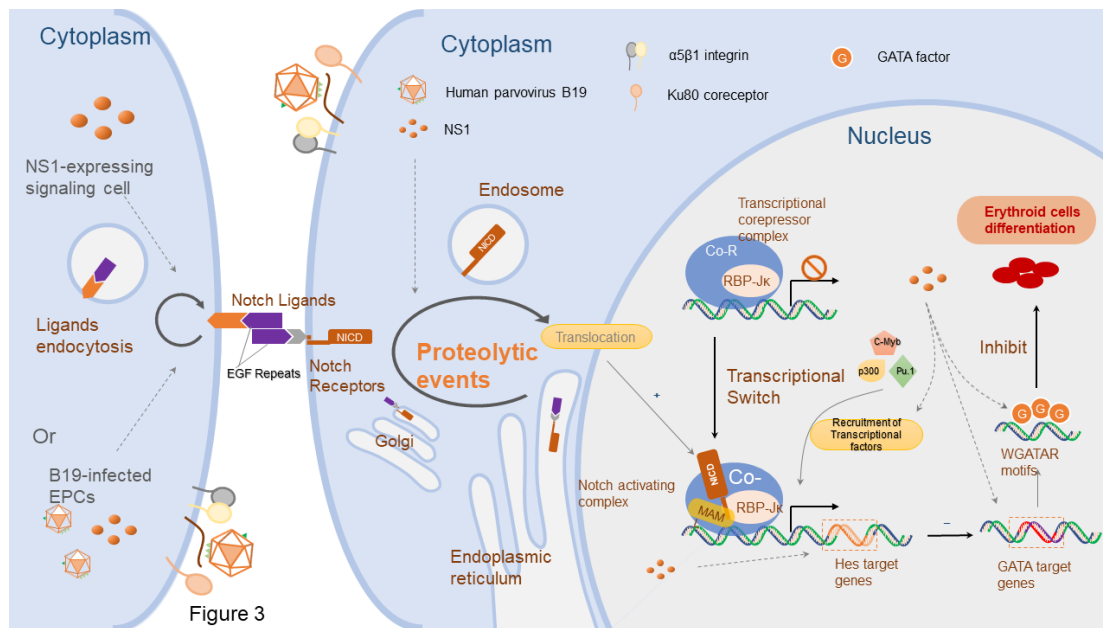 Cytoplasm
NS1-expressing
signaling cell
Ligands
endocytosis
Or
B19-infected
EPCs
Figure 3
Notch Ligands
EGF Repeats
NICD
Notch
Receptors
Cytoplasm
Human parvovirus B19
NS1
α5β1 integrin
Ku80 coreceptor
G
GATA factor
Endosome
NICD
Proteolytic
events
Translocation
Golgi
Endoplasmic
reticulum
Nucleus
Transcriptional
corepressor
complex
Co-R
RBP-Jκ
Transcriptional
Switch
+
Notch activating
complex
NICD
Co-
MAM
RBP-Jκ
C-Myb
p300
Pu.1
Recruitment of
Transcriptional
factors
Hes target
genes
−
GATA target
genes
WGATAR
motifs
G G G
Inhibit
Erythroid cells
differentiation